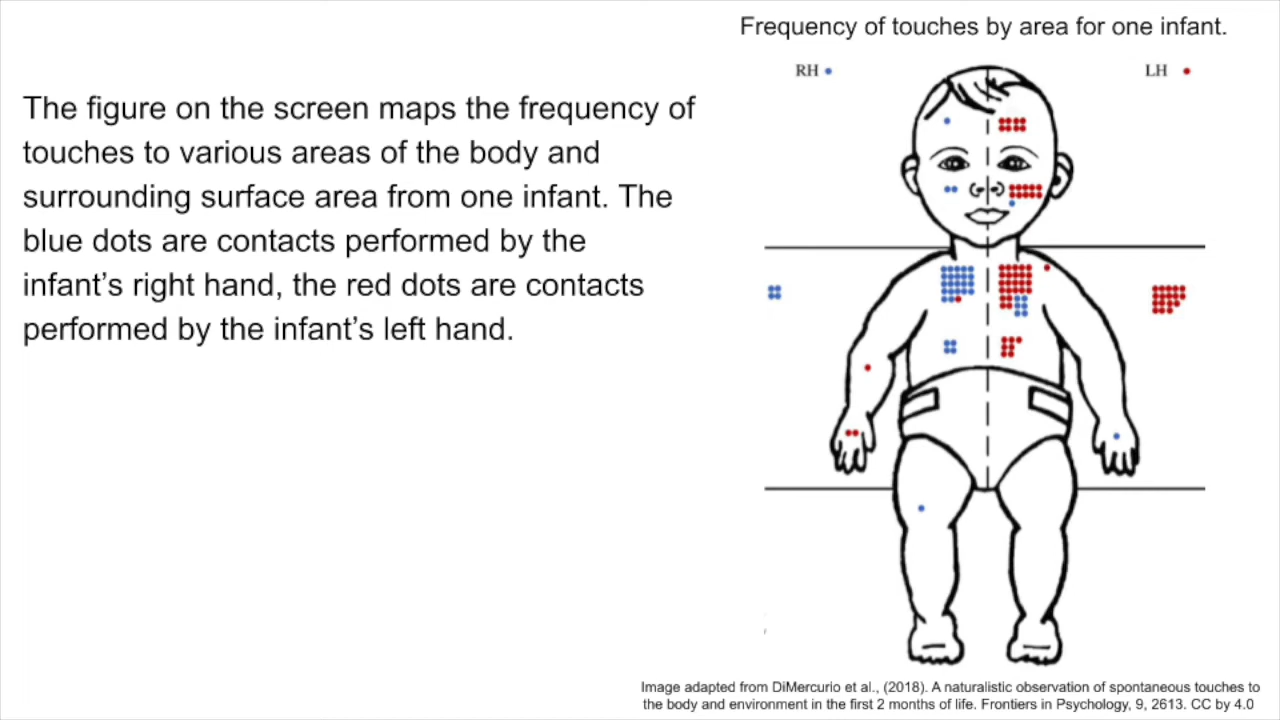 Frequency of touches by area for one infant.
RH
LH
The figure on the screen maps the frequency of
touches to various areas of the body and
surrounding surface area from one infant. The
blue dots are contacts performed by the
infant’s right hand, the red dots are contacts
performed by the infant’s left hand.
Image adapted from DiMercurio et al., (2018). A naturalistic observation of spontaneous touches to
the body and environment in the first 2 months of life. Frontiers in Psychology, 9, 2613. CC by 4.0